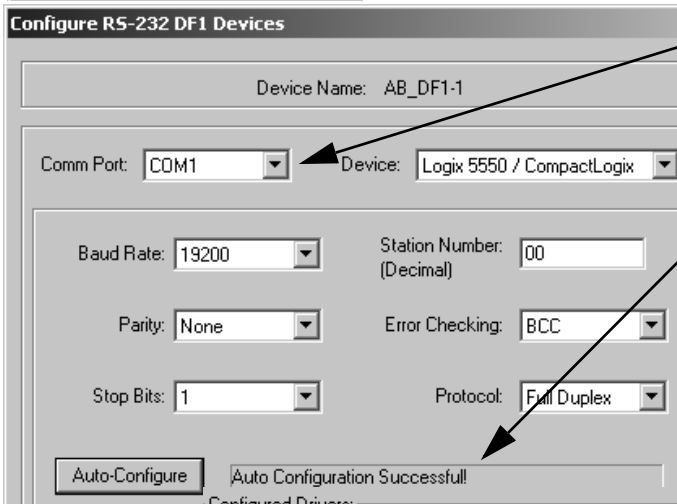 Configure RS-232 DF1 Devices
Device Name: AB_DF1-1
Comm Port: COM1 Device: Logix 5550 / CompactLogix
Baud Rate: 19200 Station Number: 00
(Decimal)
Parity: None Error Checking: BCC
Stop Bits: 1 Protocol: Full Duplex
Auto-Configure Auto Configuration Successful!
Configured Drivers: